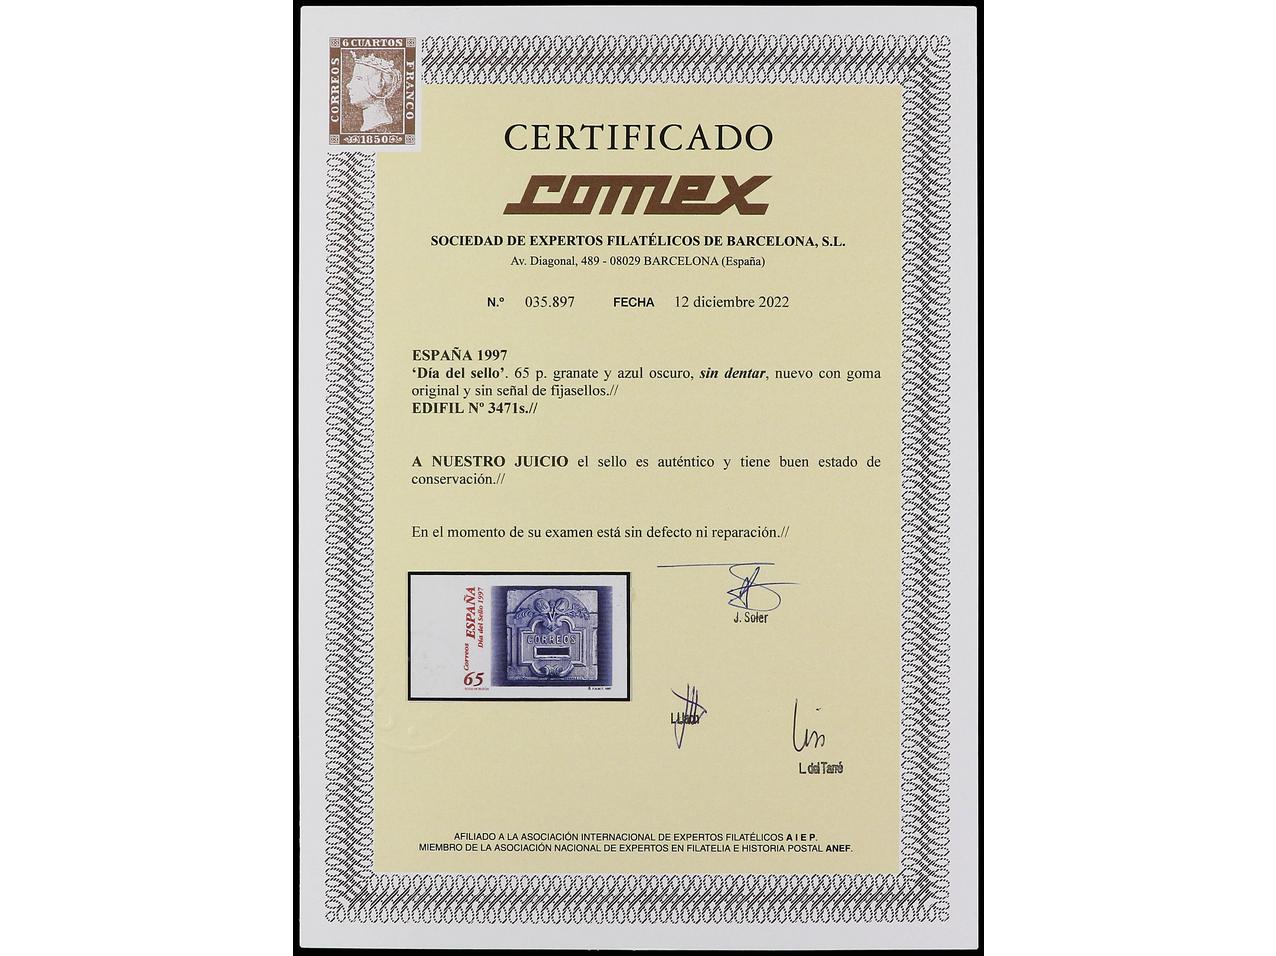 6 CUARTOS
CORREOS
FRANCO
1850
CERTIFICADO
comex
SOCIEDAD DE EXPERTOS FILATÉLICOS DE BARCELONA, S.L.
Av. Diagonal, 489 - 08029 BARCELONA (España)
N.º 035.897 FECHA 12 diciembre 2022
ESPAÑA 1997
‘Día del sello’. 65 p. granate y azul oscuro, sin dentar, nuevo con goma
original y sin señal de fijasellos.//
EDIFIL Nº 3471s.//
A NUESTRO JUICIO el sello es auténtico y tiene buen estado de
conservación.//
En el momento de su examen está sin defecto ni reparación.//
Correos ESPAÑA
Día del Sello 1997
65
CORREOS
J. Soler
L. del Tarré
AFILIADO A LA ASOCIACIÓN INTERNACIONAL DE EXPERTOS FILATÉLICOS A I E P.
MIEMBRO DE LA ASOCIACIÓN NACIONAL DE EXPERTOS EN FILATELIA E HISTORIA POSTAL ANEF.